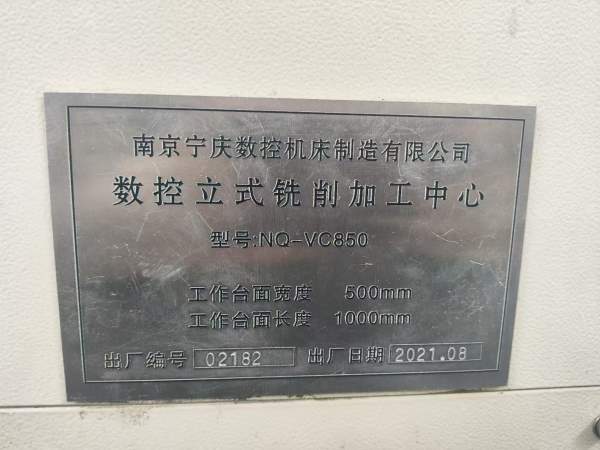 南京宁庆数控机床制造有限公司
数控立式铣削加工中心
型号:NQ-VC850
工作台面宽度 500mm
工作台面长度 1000mm
出厂编号 02182 出厂日期 2021.08